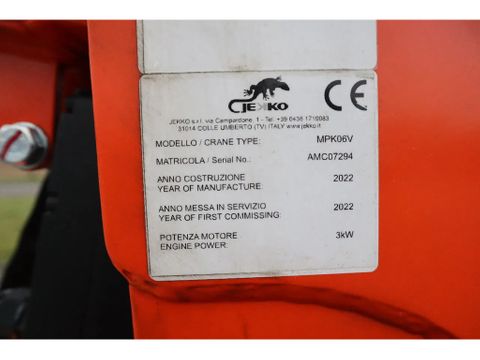 JEKKO
JEKKO s.r.l. via Campardone, 1 - Tel. +39 0438 1710083
31014 COLLE UMBERTO (TV) ITALY www.jekko.it
MODELLO / CRANE TYPE: MPK06V
MATRICOLA / Serial No.: AMC07294
ANNO COSTRUZIONE 2022
YEAR OF MANUFACTURE:
ANNO MESSA IN SERVIZIO 2022
YEAR OF FIRST COMMISSING:
POTENZA MOTORE 3kW
ENGINE POWER: